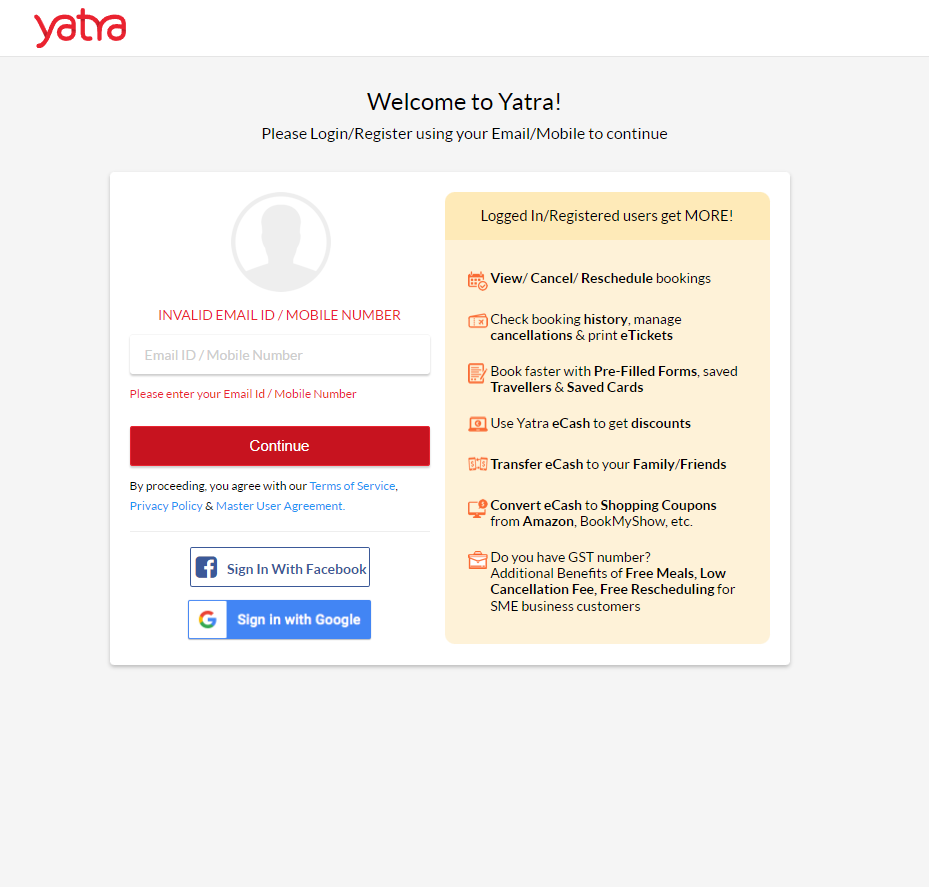 yatra
Welcome to Yatra!
Please Login/Register using your Email/Mobile to continue
INVALID EMAIL ID / MOBILE NUMBER
Email ID / Mobile Number
Please enter your Email Id / Mobile Number
Continue
By proceeding, you agree with our Terms of Service,
Privacy Policy & Master User Agreement.
Sign In With Facebook
Sign in with Google
Logged In/Registered users get MORE!
View/ Cancel/ Reschedule bookings
Check booking history, manage
cancellations & print eTickets
Book faster with Pre-Filled Forms, saved
Travellers & Saved Cards
Use Yatra eCash to get discounts
Transfer eCash to your Family/Friends
Convert eCash to Shopping Coupons
from Amazon, BookMyShow, etc.
Do you have GST number?
Additional Benefits of Free Meals, Low
Cancellation Fee, Free Rescheduling for
SME business customers